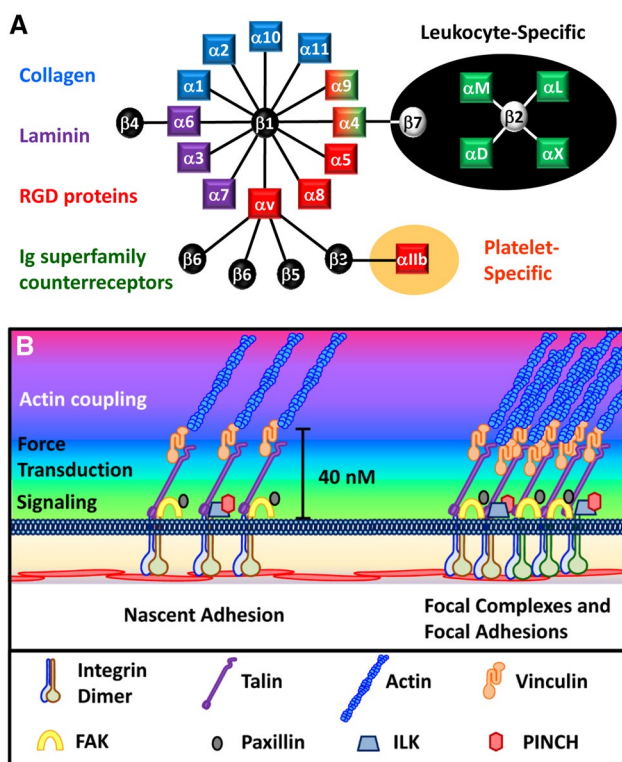 A
Leukocyte-Specific
α10
α2
α11
Collagen
α1
α9
αM
αL
β4
α6
β1
α4
β7
β2
Laminin
α3
α5
αD
αX
α7
αv
α8
RGD proteins
Ig superfamily
counterreceptors
β6
β6
β5
β3
αIIb
Platelet-
Specific
B
Actin coupling
Force
Transduction
Signaling
40 nM
Nascent Adhesion
Focal Complexes and
Focal Adhesions
Integrin
Dimer
Talin
Actin
Vinculin
FAK
Paxillin
ILK
PINCH